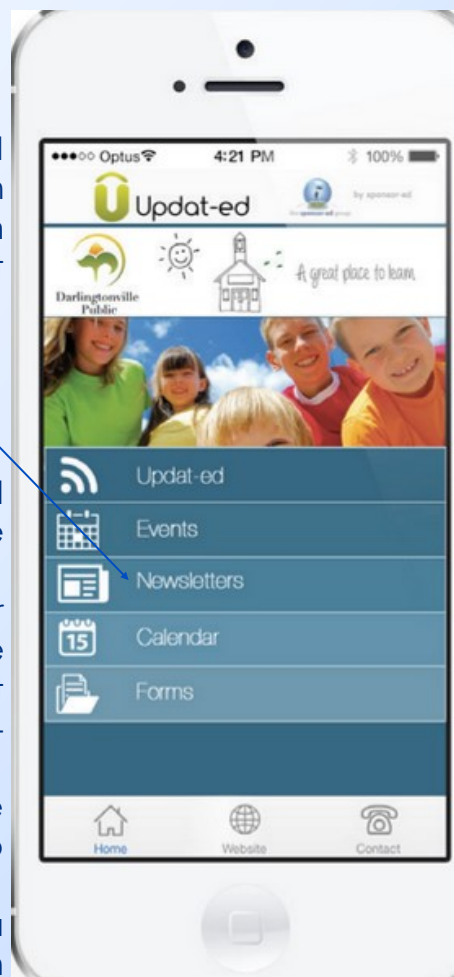 Optus
4:21 PM
100%
Updat-ed
by sponsor-ed
A great place to learn
Darlingtonville
Public
Updat-ed
Events
Newsletters
15
Calendar
Forms
Home
Website
Contact